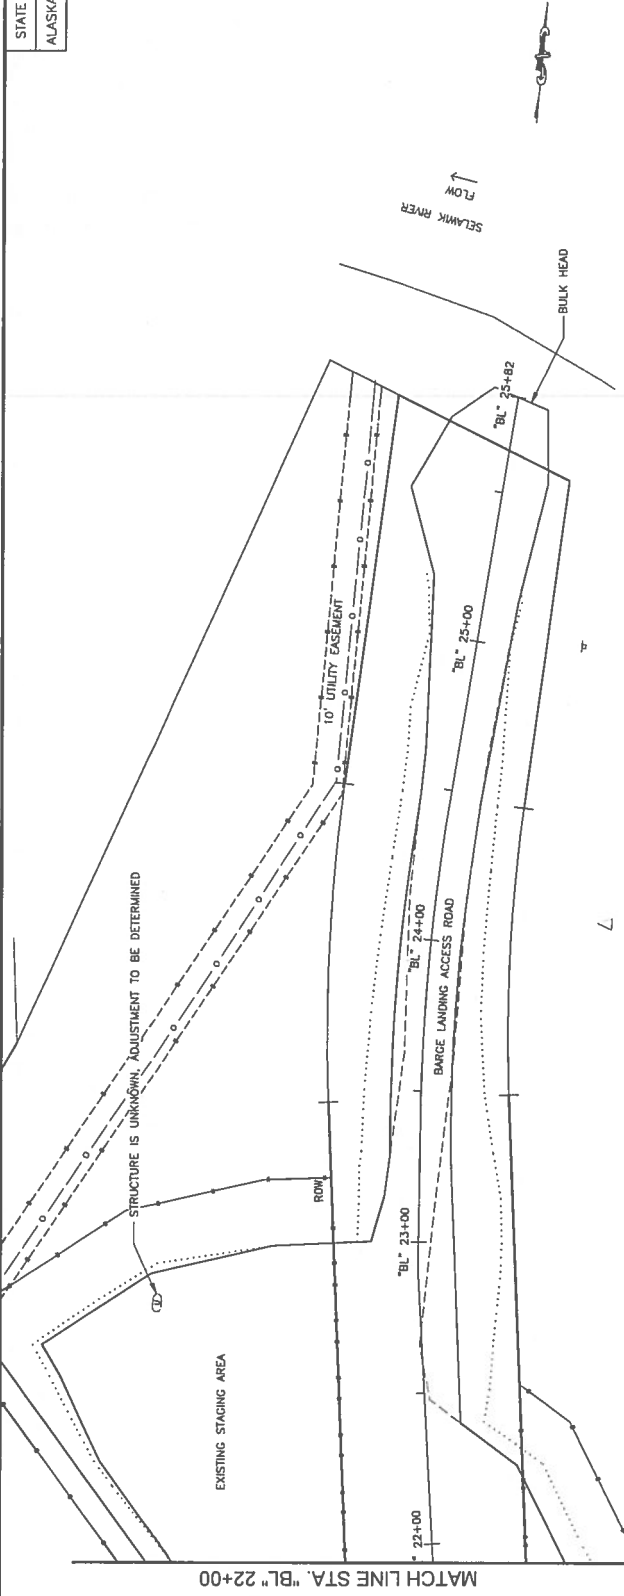 STATE
ALASKA
SELAWIK RIVER
FLOW
BULK HEAD
"BL" 25+82
10' UTILITY EASEMENT
"BL" 25+00
STRUCTURE IS UNKNOWN, ADJUSTMENT TO BE DETERMINED
"BL" 24+00
BARGE LANDING ACCESS ROAD
ROW
"BL" 23+00
EXISTING STAGING AREA
" 22+00
MATCH LINE STA. "BL" 22+00